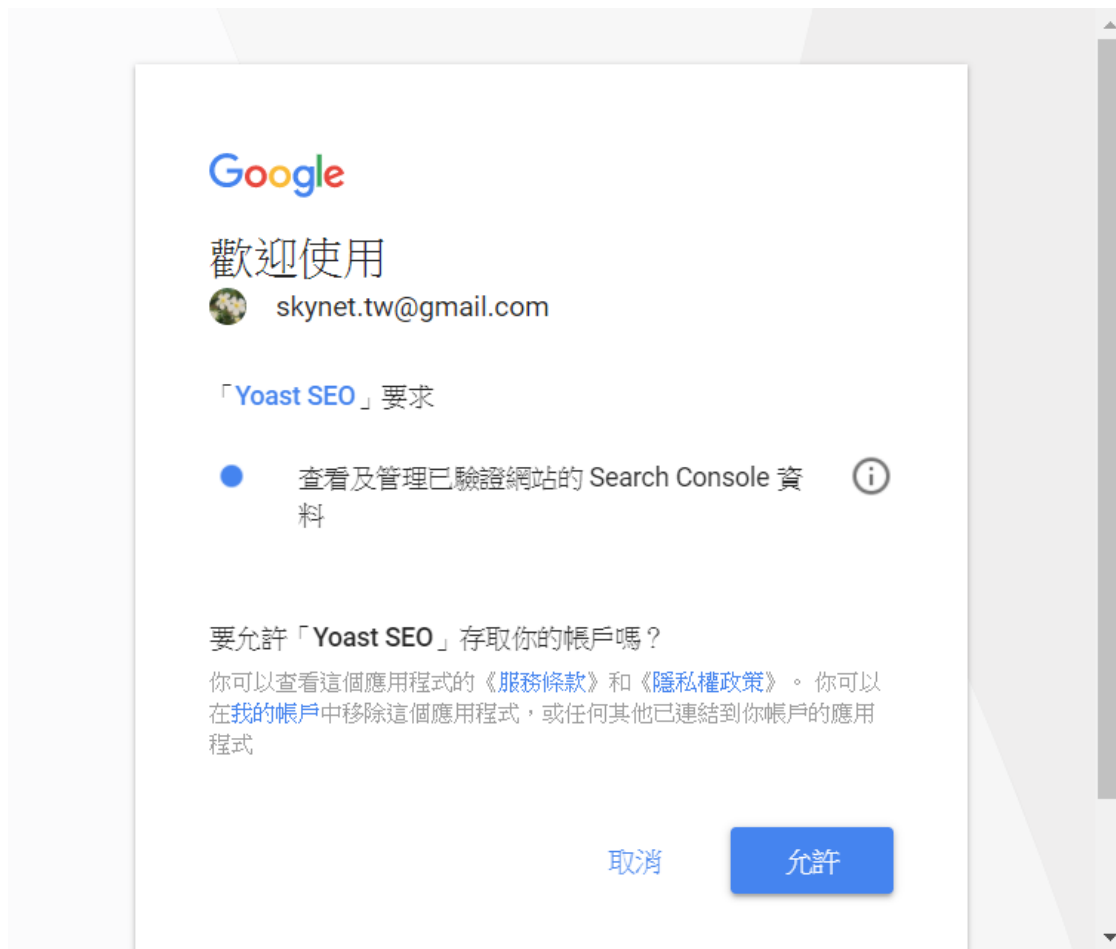 Google
歡迎使用
skynet.tw@gmail.com
「Yoast SEO」要求
查看及管理已驗證網站的 Search Console 資
料
要允許「Yoast SEO」存取你的帳戶嗎？
你可以查看這個應用程式的《服務條款》和《隱私權政策》。 你可以
在我的帳戶中移除這個應用程式，或任何其他已連結到你帳戶的應用
程式
取消 允許